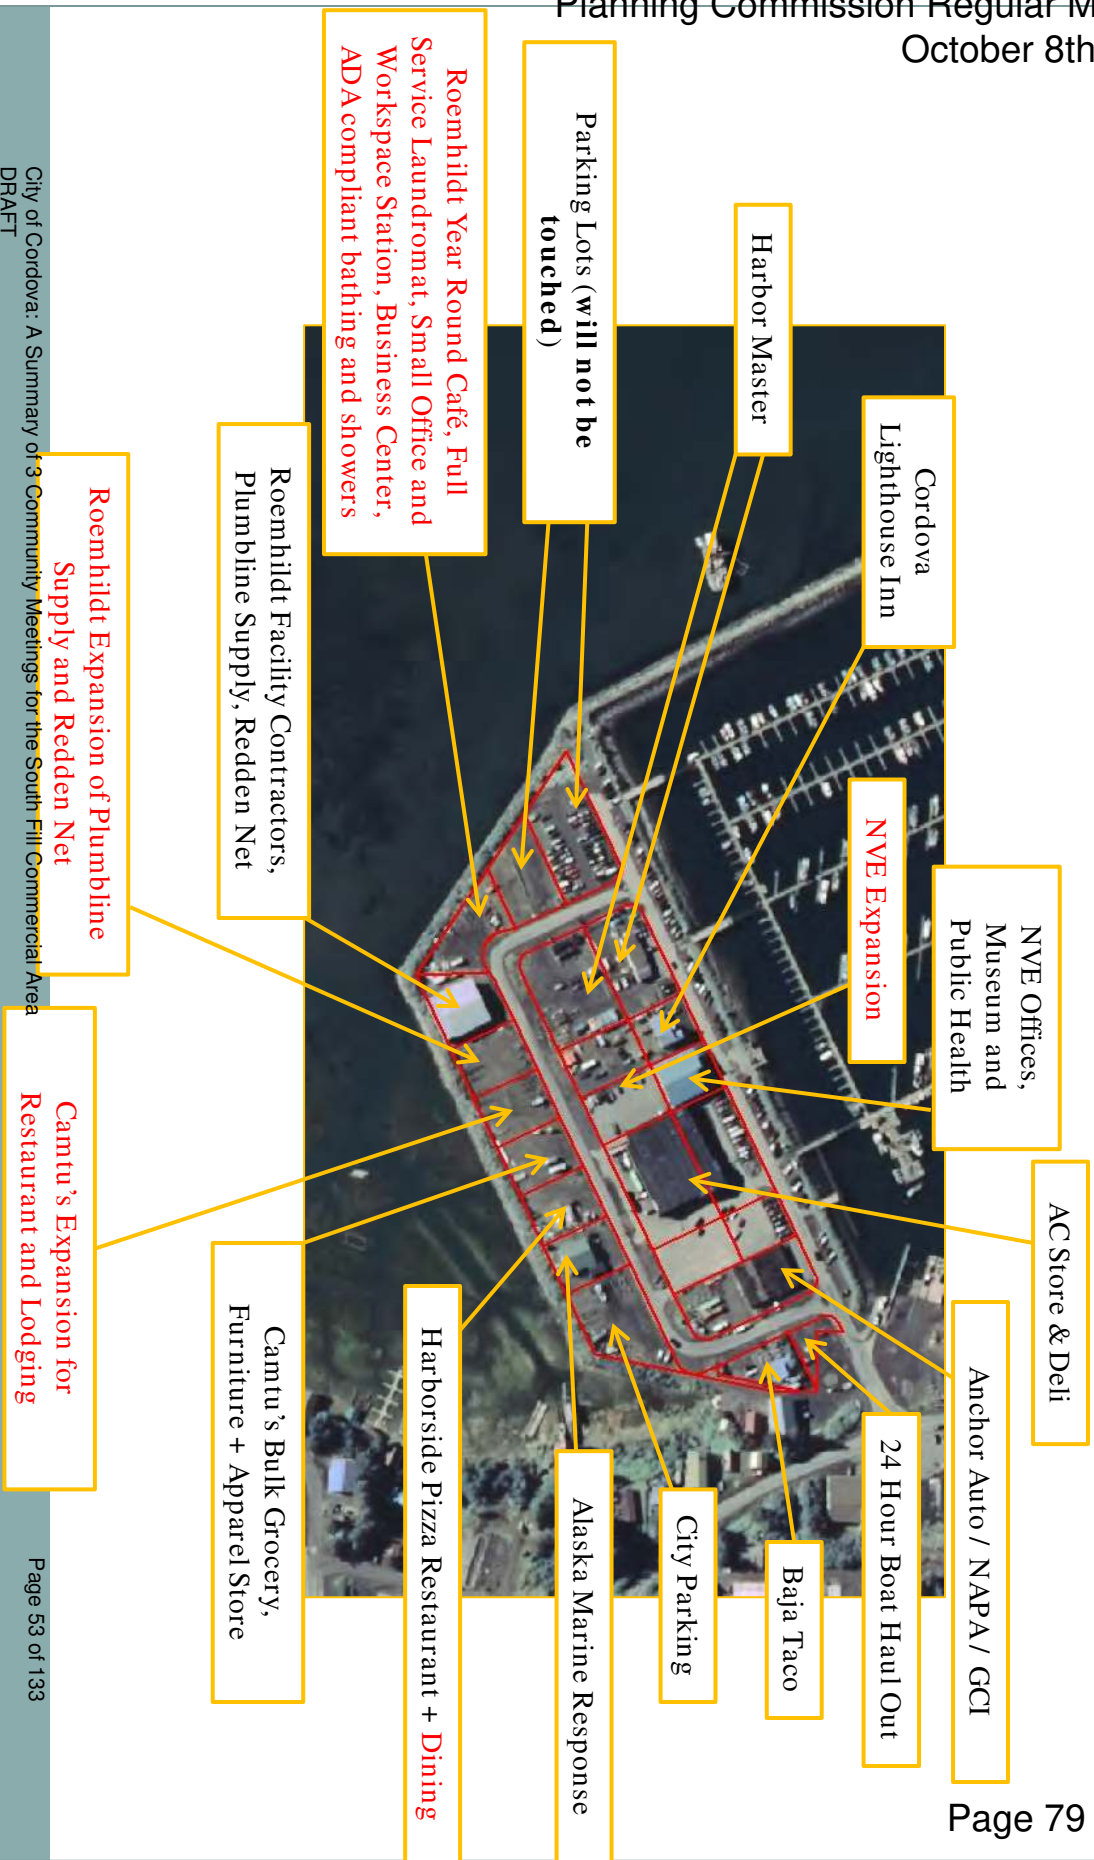 Planning Commission Regular M
October 8th
Cordova
Lighthouse Inn
NVE Offices,
Museum and
Public Health
AC Store & Deli
Anchor Auto / NAPA / GCI
Harbor Master
NVE Expansion
24 Hour Boat Haul Out
Baja Taco
Parking Lots (will not be
touched)
City Parking
Alaska Marine Response
Roemhildt Year Round Café, Full
Service Laundromat, Small Office and
Workspace Station, Business Center,
ADA compliant bathing and showers
Harborside Pizza Restaurant + Dining
Roemhildt Facility Contractors,
Plumbline Supply, Redden Net
Camtu's Bulk Grocery,
Furniture + Apparel Store
Roemhildt Expansion of Plumbline
Supply and Redden Net
Camtu's Expansion for
Restaurant and Lodging
City of Cordova: A Summary of 3 Community Meetings for the South Fill Commercial Area
DRAFT
Page 53 of 133
Page 79